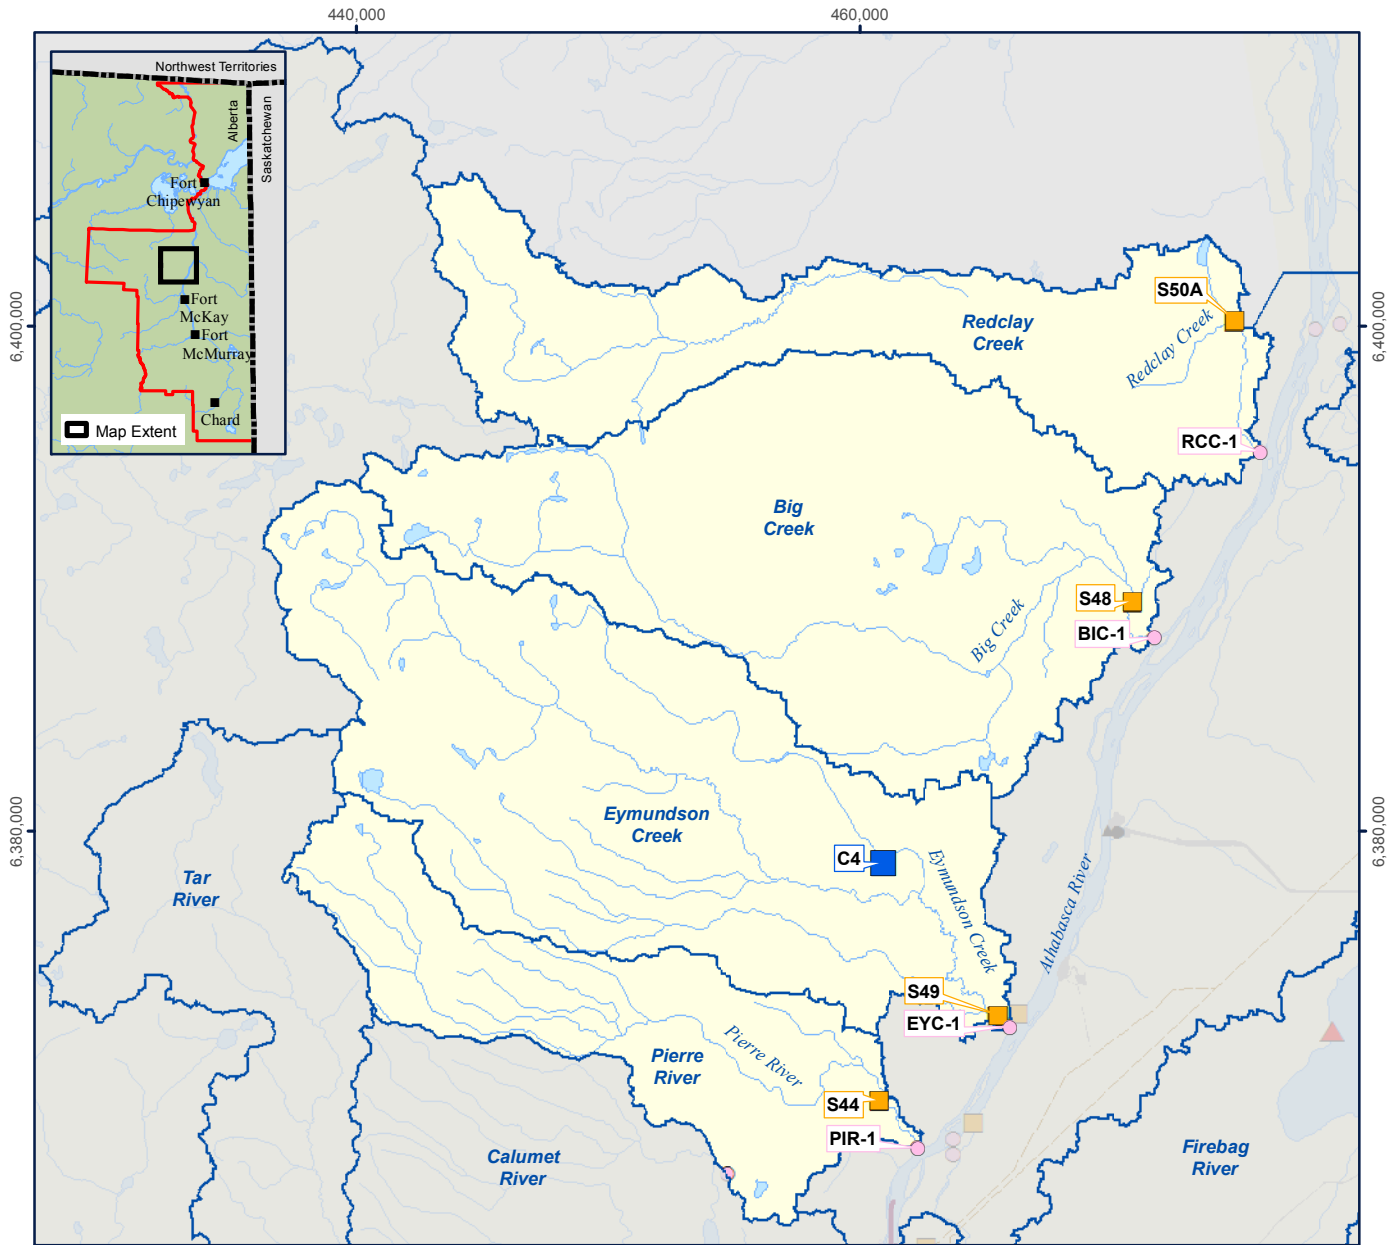 440,000
460,000
Northwest Territories
Alberta
Saskatchewan
Fort
Chipewyan
Fort
McKay
Fort
McMurray
Chard
Map Extent
6,400,000
6,400,000
S50A
Redclay
Creek
Redclay Creek
RCC-1
Big
Creek
S48
BIC-1
Big Creek
6,380,000
6,380,000
Eymundson
Creek
C4
Eymundson Creek
Athabasca River
Tar
River
S49
EYC-1
Pierre River
Pierre
River
S44
PIR-1
Calumet
River
Firebag
River